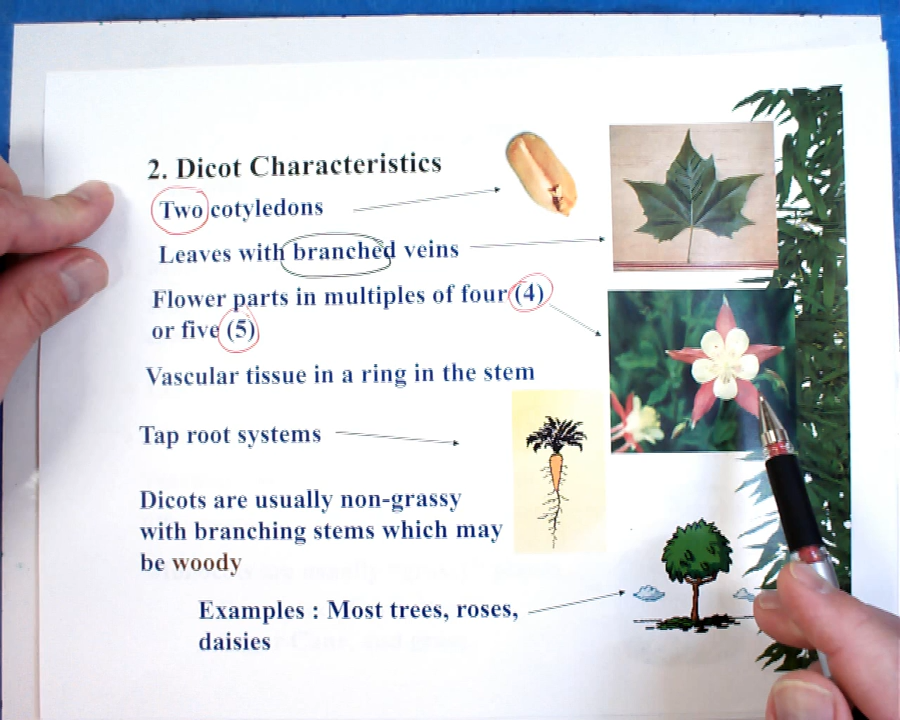 2. Dicot Characteristics
Two cotyledons
Leaves with branched veins
Flower parts in multiples of four (4)
or five (5)
Vascular tissue in a ring in the stem
Tap root systems
Dicots are usually non-grassy
with branching stems which may
be woody
Examples : Most trees, roses,
daisies